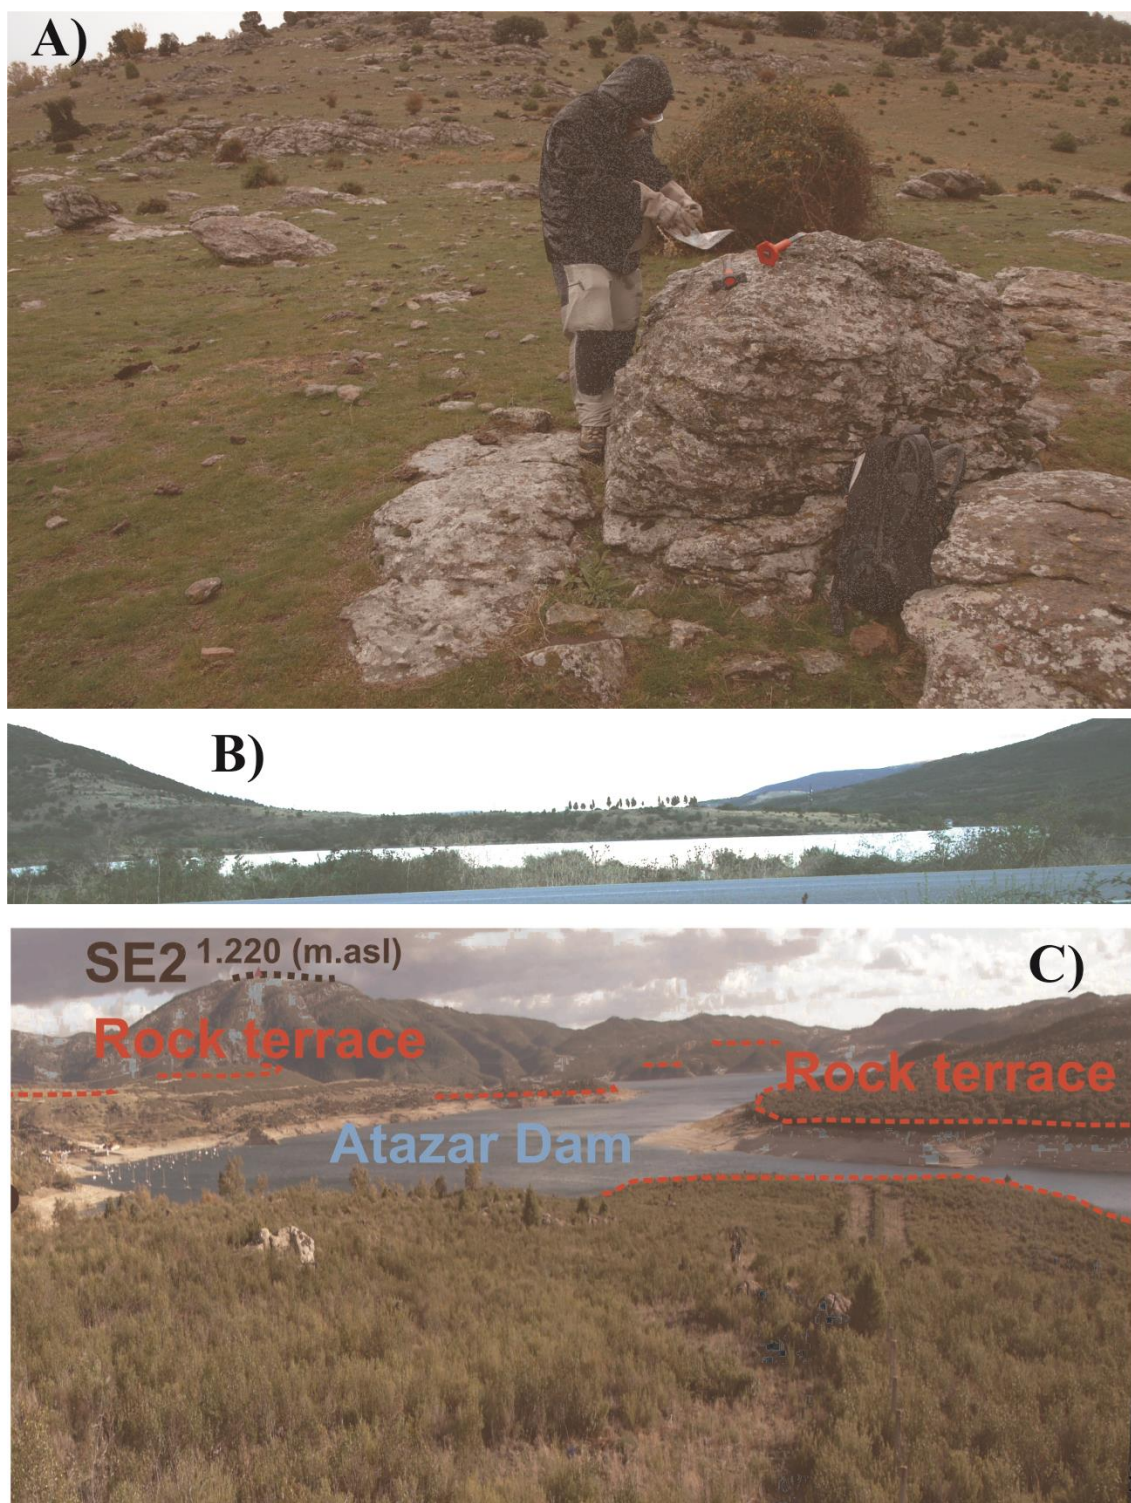 A)
B)
SE2 1.220 (m.asl)
C)
Rock terrace
Rock terrace
Atazar Dam